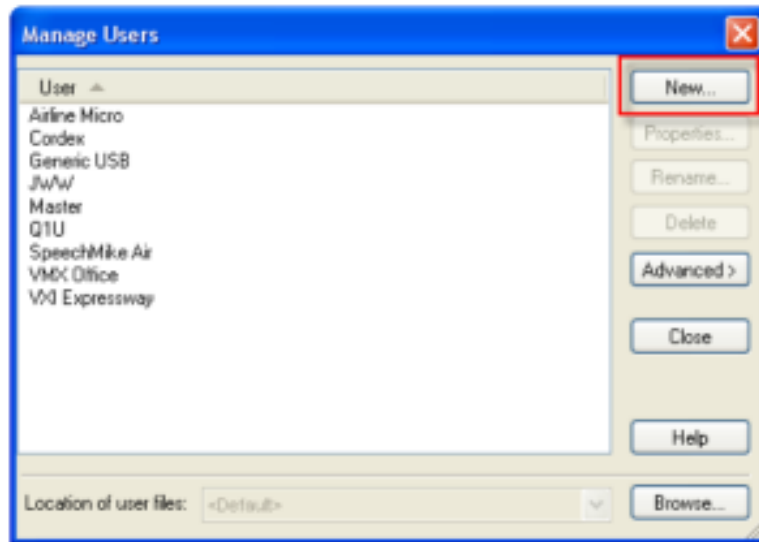 Manage Users
User
New...
Airline Micro
Cordex
Properties...
Generic USB
JWW
Rename...
Master
Q1U
Delete
SpeechMike Air
VMX Office
Advanced >
VXI Expressway
Close
Help
Location of user files: <Default> Browse...